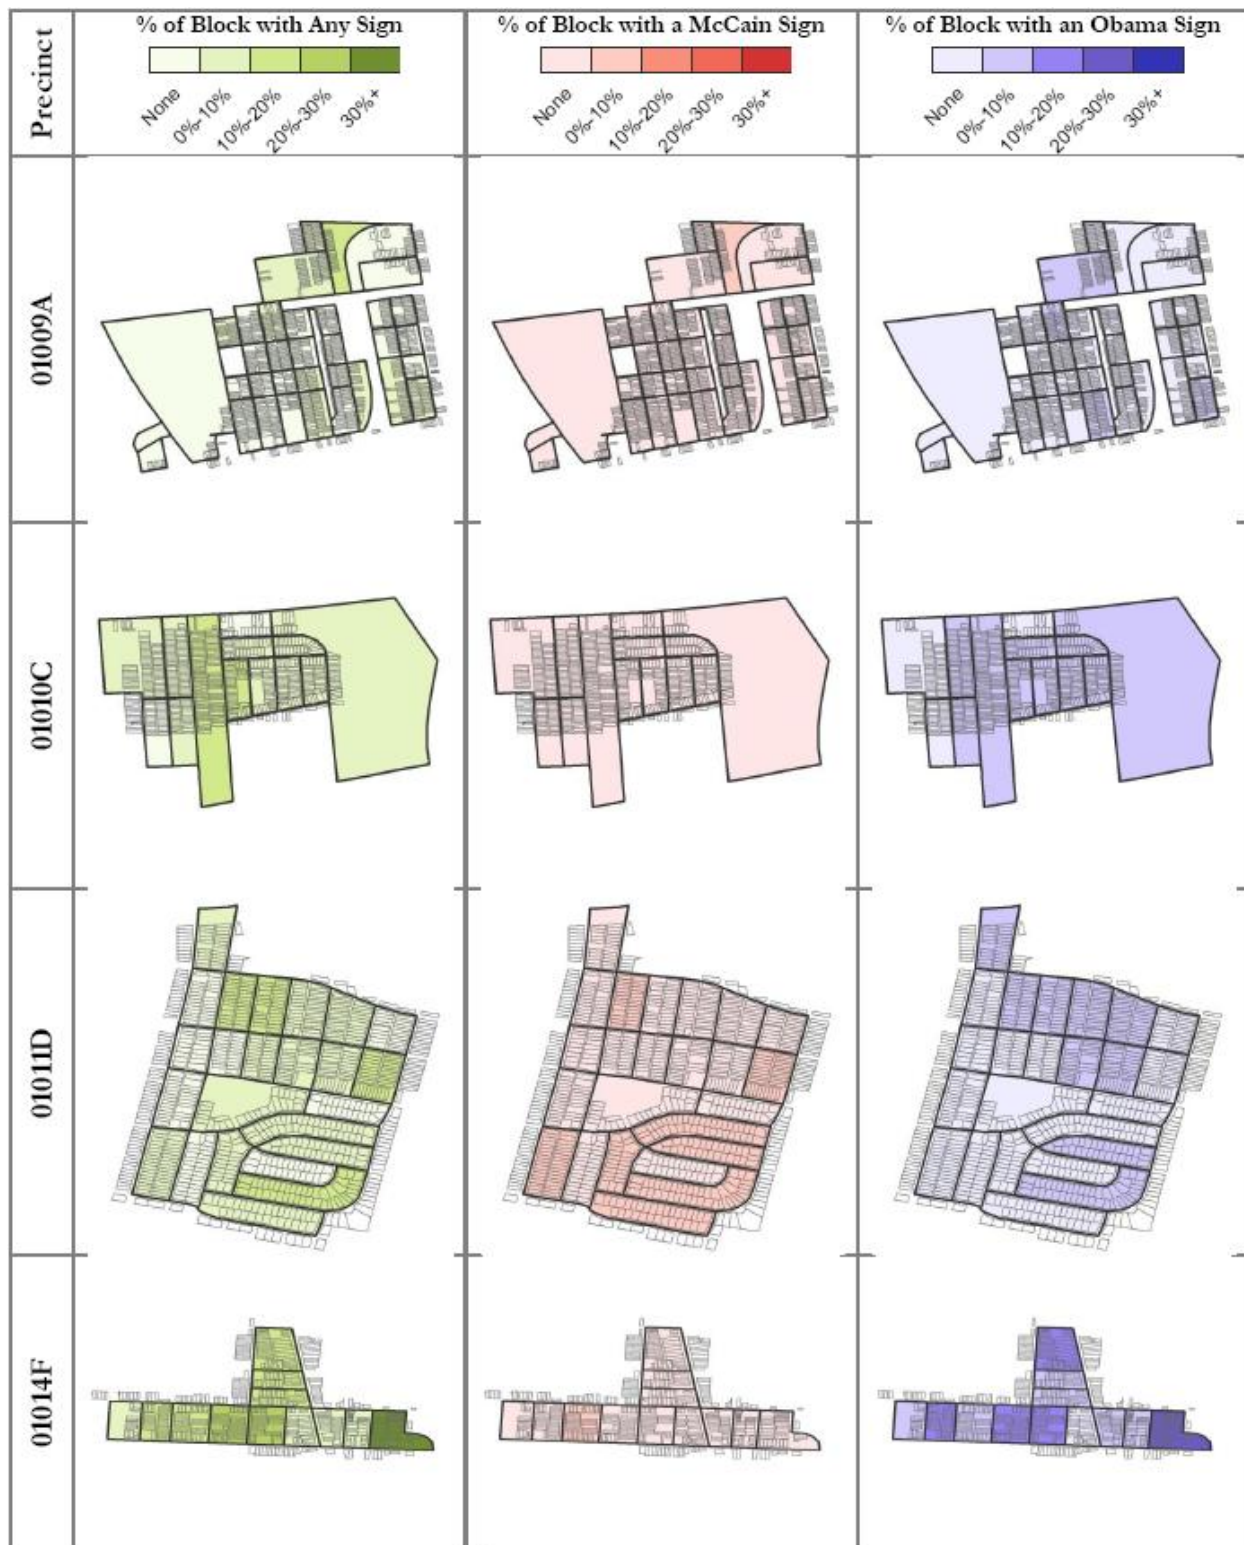 Precinct
% of Block with Any Sign
None
0%-10%
10%-20%
20%-30%
30%+
% of Block with a McCain Sign
None
0%-10%
10%-20%
20%-30%
30%+
% of Block with an Obama Sign
None
0%-10%
10%-20%
20%-30%
30%+
01009A
01010C
01011D
01014F